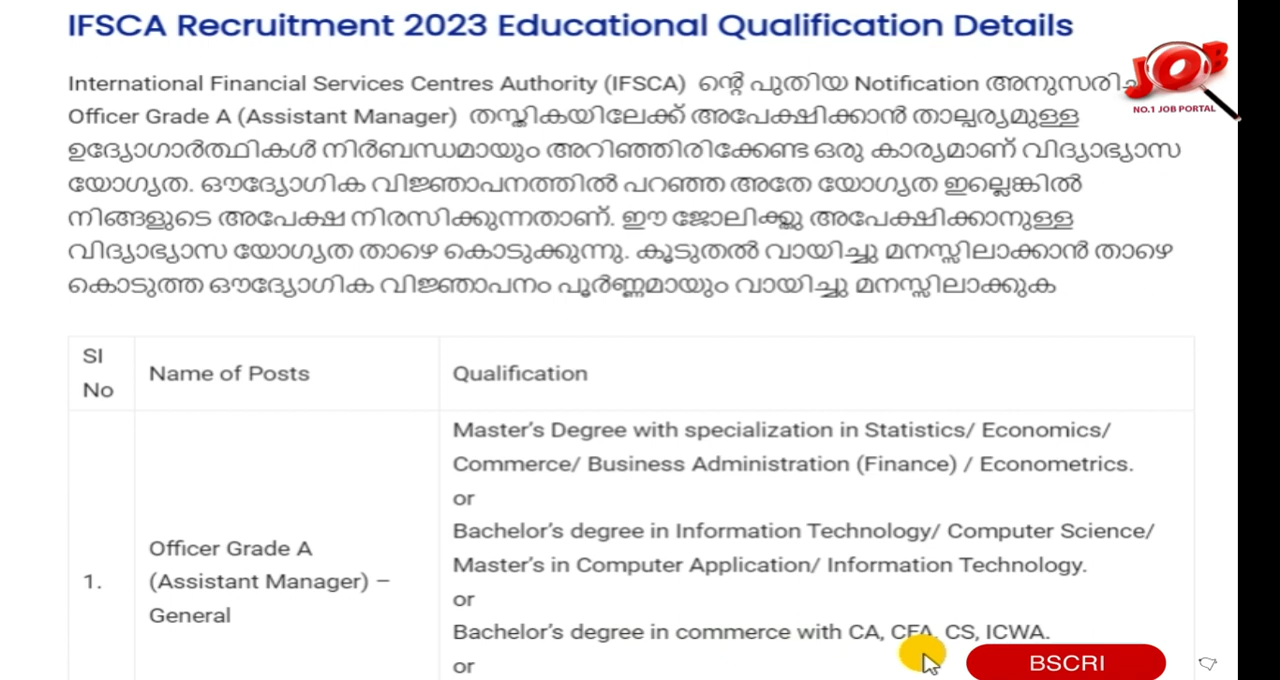 IFSCA Recruitment 2023 Educational Qualification Details
JOB
NO.1 JOB PORTAL
International Financial Services Centres Authority (IFSCA) ന്റെ പുതിയ Notification
Officer Grade A (Assistant Manager) തസ്തികയിലേക്ക് അപേക്ഷിക്കാൻ താല്പര്യമുള്ള
ഉദ്യോഗാർത്ഥികൾ നിർബന്ധമായും അറിഞ്ഞിരിക്കേണ്ട ഒരു കാര്യമാണ് വിദ്യാഭ്യാസ
യോഗ്യത. ഔദ്യോഗിക വിജ്ഞാപനത്തിൽ പറഞ്ഞ അതേ യോഗ്യത ഇല്ലെങ്കിൽ
നിങ്ങളുടെ അപേക്ഷ നിരസിക്കുന്നതാണ്. ഈ ജോലിക്കു അപേക്ഷിക്കാനുള്ള
വിദ്യാഭ്യാസ യോഗ്യത താഴെ കൊടുക്കുന്നു. കൂടുതൽ വായിച്ചു മനസ്സിലാക്കാൻ താഴെ
കൊടുത്ത ഔദ്യോഗിക വിജ്ഞാപനം പൂർണ്ണമായും വായിച്ചു മനസ്സിലാക്കുക
SI
No
Name of Posts
Qualification
1.
Officer Grade A
(Assistant Manager) –
General
Master's Degree with specialization in Statistics/ Economics/
Commerce/ Business Administration (Finance) / Econometrics.
or
Bachelor's degree in Information Technology/ Computer Science/
Master's in Computer Application/ Information Technology.
or
Bachelor's degree in commerce with CA, CFA, CS, ICWA.
or
BSCRI